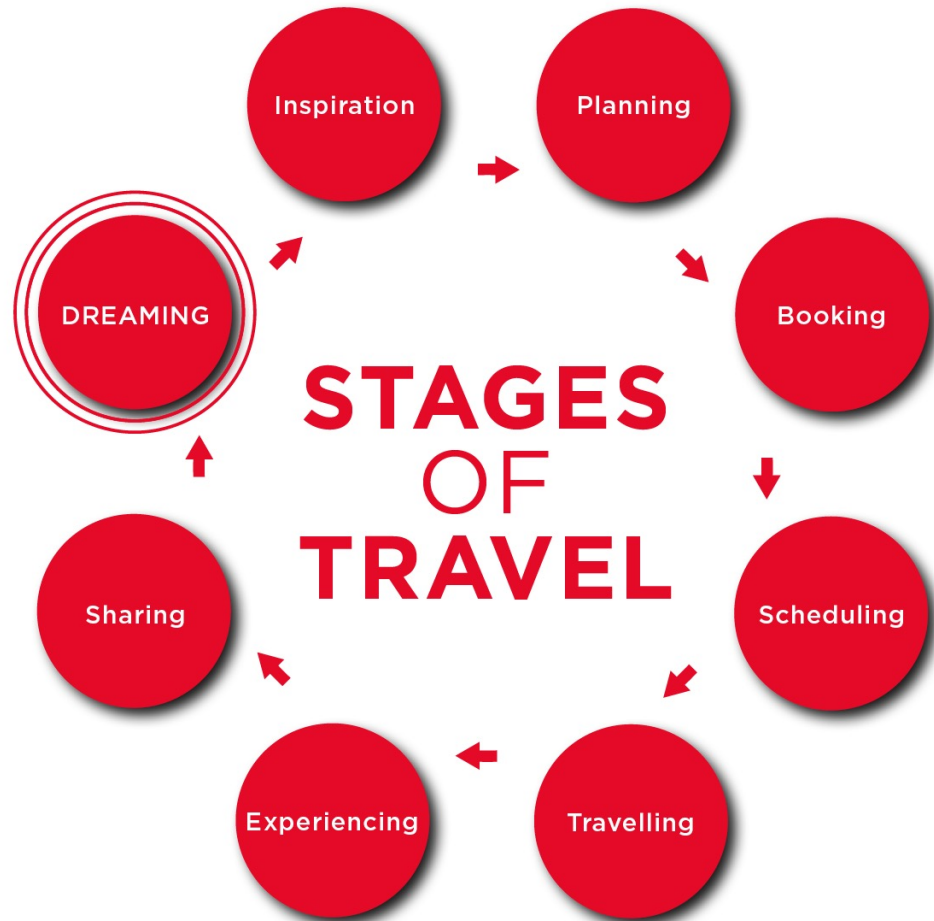 Inspiration
Planning
DREAMING
Booking
STAGES
OF
TRAVEL
Sharing
Scheduling
Experiencing
Travelling